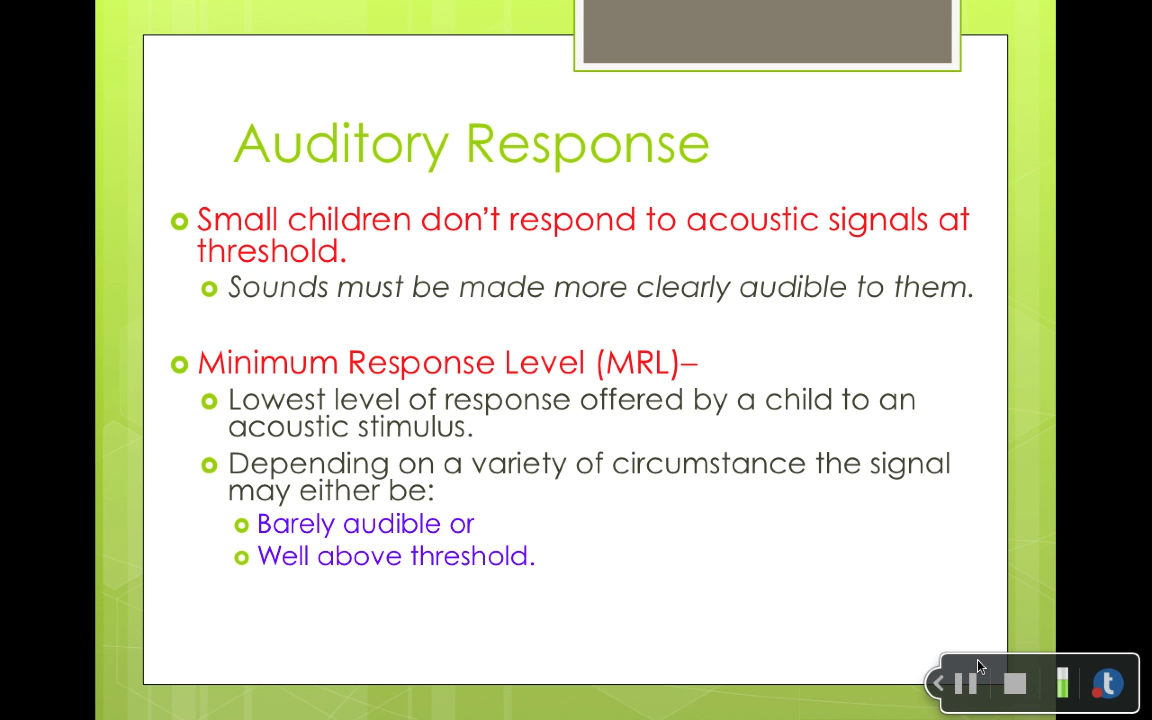 Auditory Response
Small children don't respond to acoustic signals at
threshold.
Sounds must be made more clearly audible to them.
Minimum Response Level (MRL)–
Lowest level of response offered by a child to an
acoustic stimulus.
Depending on a variety of circumstance the signal
may either be:
Barely audible or
Well above threshold.
t